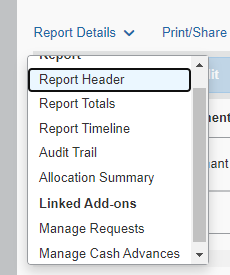 Report Details Print/Share
Report
Report Header
Report Totals
Report Timeline
Audit Trail
Allocation Summary
Linked Add-ons
Manage Requests
Manage Cash Advances